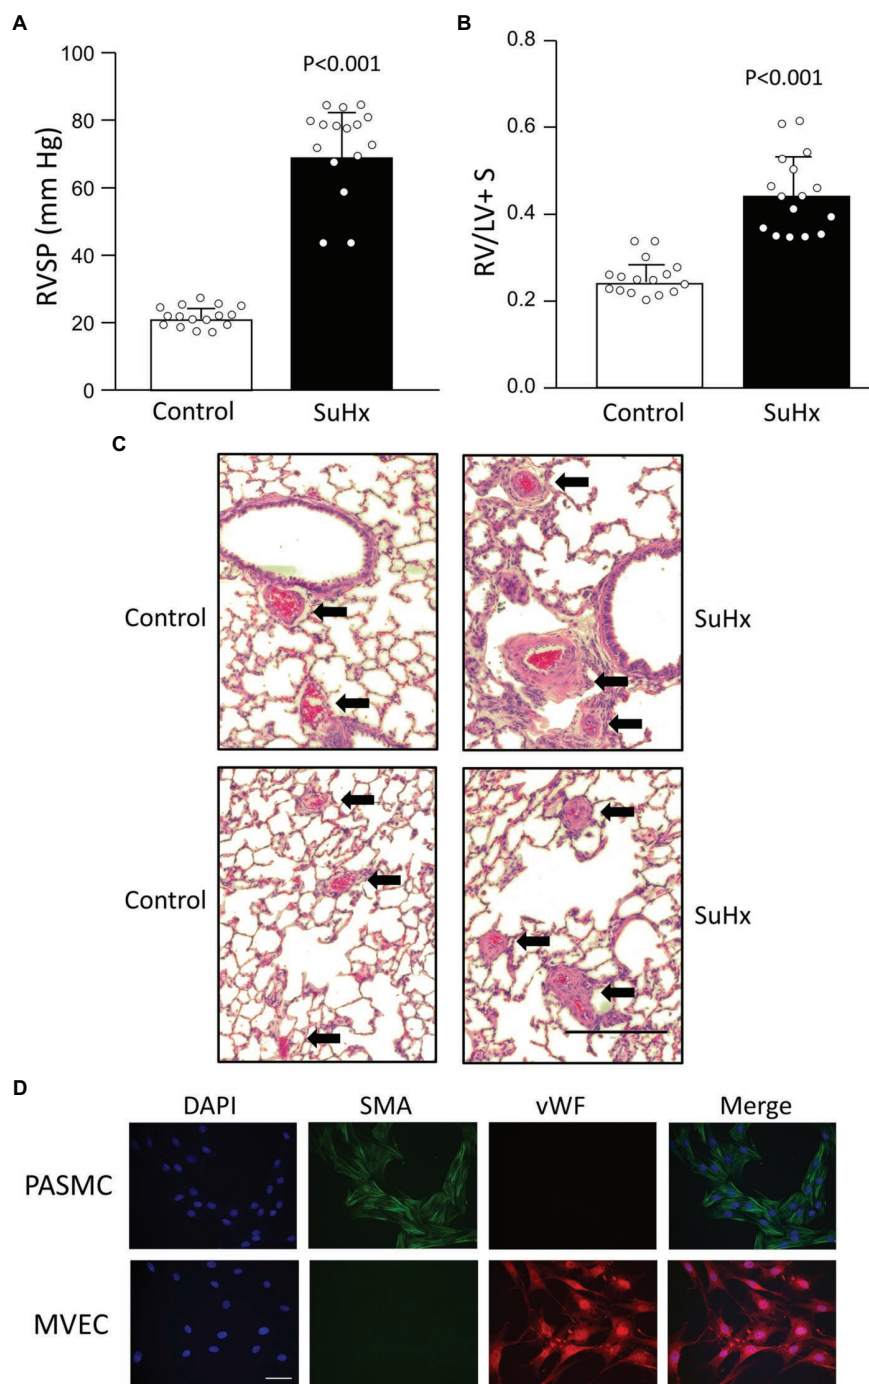 A
B
RVSP (mm Hg)
100
80
60
40
20
0
P<0.001
Control
SuHx
RV/LV+ S
0.8
0.6
0.4
0.2
0.0
P<0.001
Control
SuHx
C
Control
SuHx
Control
SuHx
D
DAPI
SMA
vWF
Merge
PASMC
MVEC